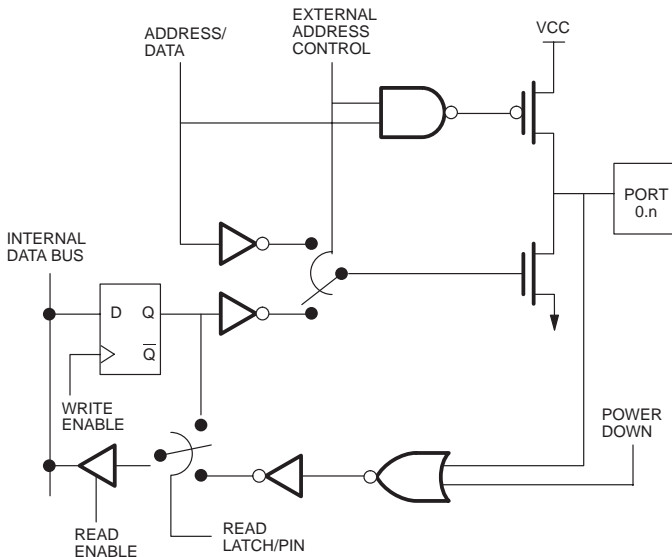 ADDRESS/
DATA
EXTERNAL
ADDRESS
CONTROL
VCC
PORT
0.n
INTERNAL
DATA BUS
D Q
Q̅
WRITE
ENABLE
POWER
DOWN
READ
ENABLE
READ
LATCH/PIN